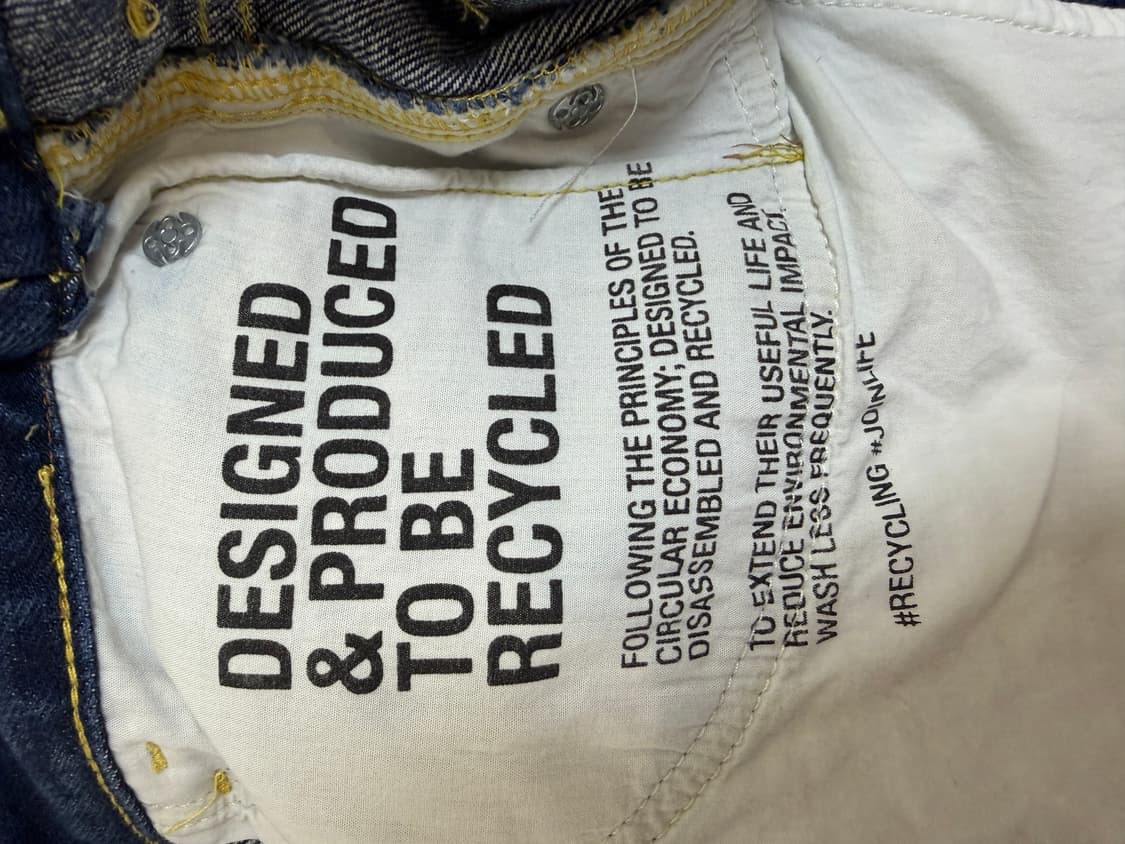 DESIGNED
& PRODUCED
TO BE
RECYCLED
FOLLOWING THE PRINCIPLES OF THE
CIRCULAR ECONOMY; DESIGNED TO BE
DISASSEMBLED AND RECYCLED.
TO EXTEND THEIR USEFUL LIFE AND
REDUCE ENVIRONMENTAL IMPACT.
WASH LESS FREQUENTLY.
#RECYCLING #JOINLIFE